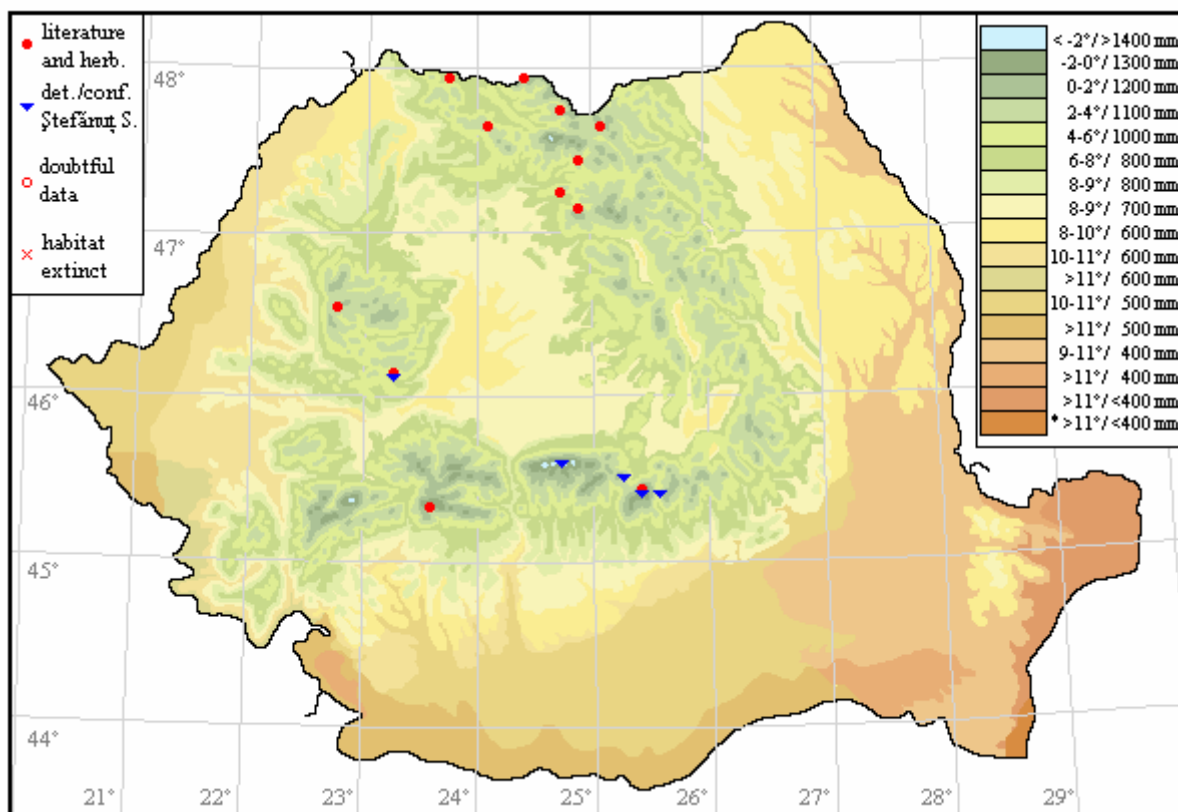 literature
and herb.
det./conf.
Ştefănuţ S.
doubtful
data
habitat
extinct
< -2°/>1400 mm
-2-0°/ 1300 mm
0-2°/ 1200 mm
2-4°/ 1100 mm
4-6°/ 1000 mm
6-8°/ 800 mm
8-9°/ 800 mm
8-9°/ 700 mm
8-10°/ 600 mm
10-11°/ 600 mm
>11°/ 600 mm
10-11°/ 500 mm
>11°/ 500 mm
9-11°/ 400 mm
>11°/ 400 mm
>11°/<400 mm
* >11°/<400 mm
48°
47°
46°
45°
44°
21°
22°
23°
24°
25°
26°
27°
28°
29°